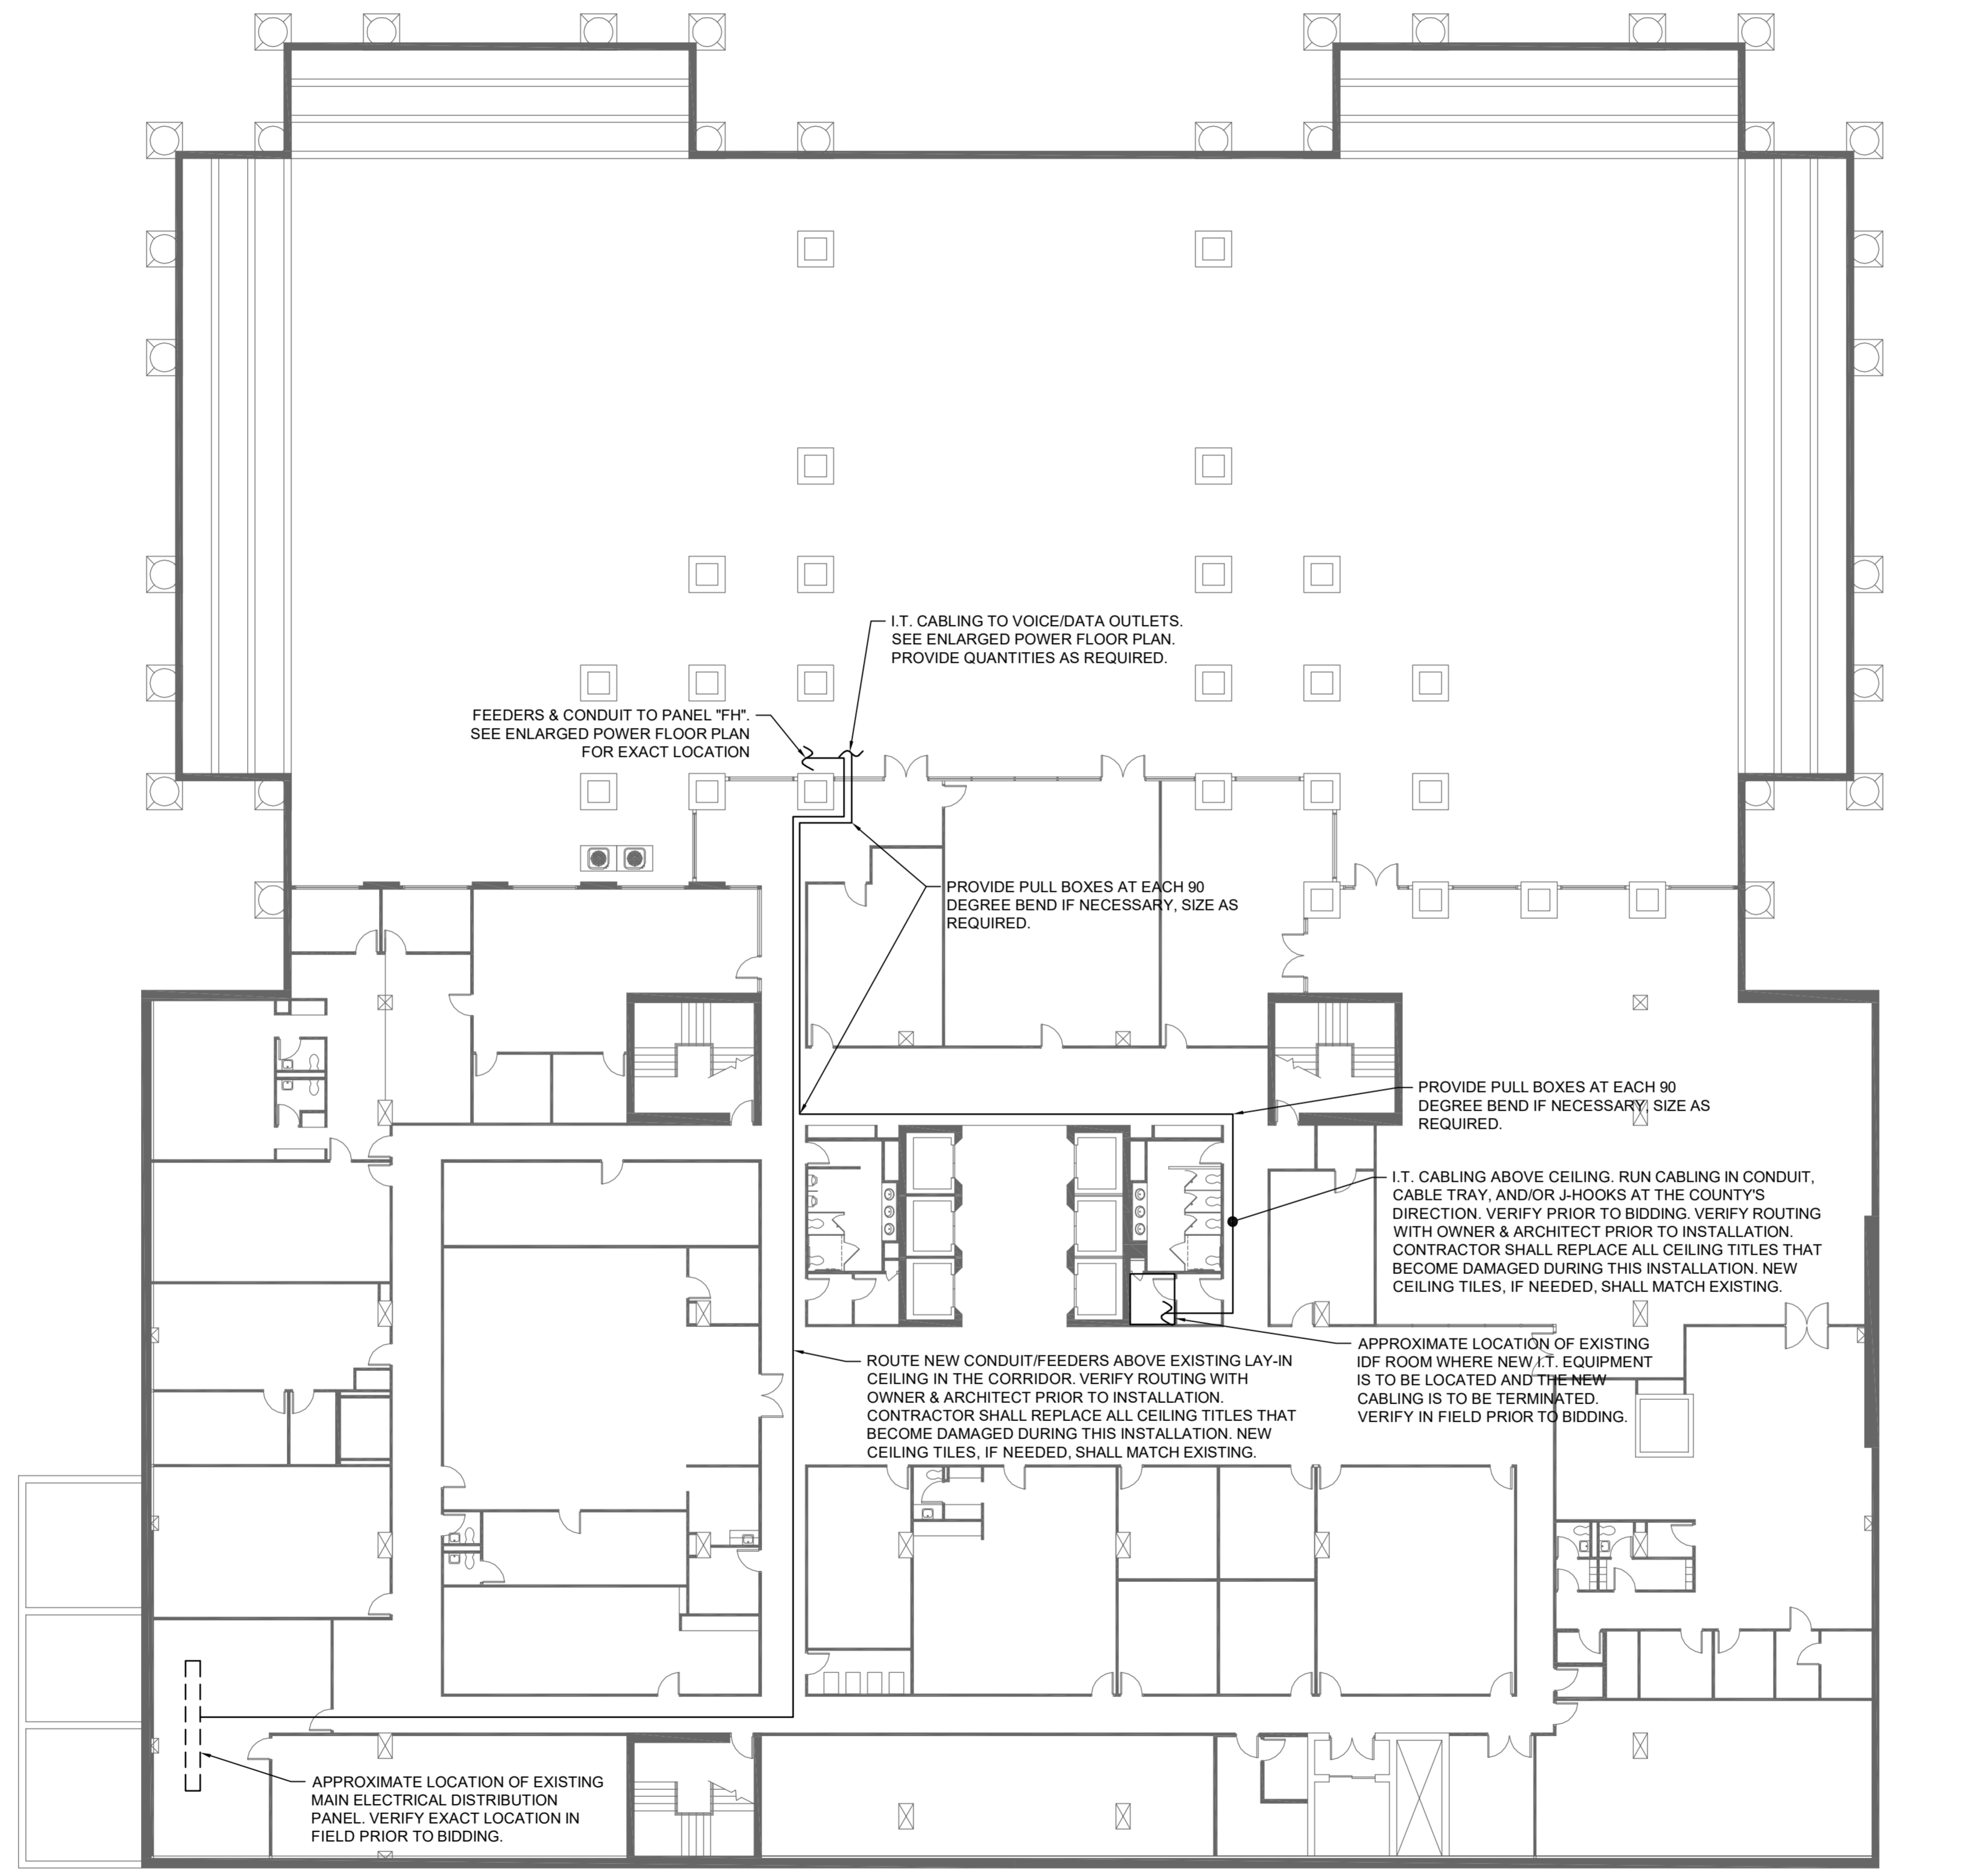 I.T. CABLING TO VOICE/DATA OUTLETS.
SEE ENLARGED POWER FLOOR PLAN.
PROVIDE QUANTITIES AS REQUIRED.
FEEDERS & CONDUIT TO PANEL "FH".
SEE ENLARGED POWER FLOOR PLAN
FOR EXACT LOCATION
PROVIDE PULL BOXES AT EACH 90
DEGREE BEND IF NECESSARY, SIZE AS
REQUIRED.
PROVIDE PULL BOXES AT EACH 90
DEGREE BEND IF NECESSARY, SIZE AS
REQUIRED.
I.T. CABLING ABOVE CEILING. RUN CABLING IN CONDUIT,
CABLE TRAY, AND/OR J-HOOKS AT THE COUNTY'S
DIRECTION. VERIFY PRIOR TO BIDDING. VERIFY ROUTING
WITH OWNER & ARCHITECT PRIOR TO INSTALLATION.
CONTRACTOR SHALL REPLACE ALL CEILING TITLES THAT
BECOME DAMAGED DURING THIS INSTALLATION. NEW
CEILING TILES, IF NEEDED, SHALL MATCH EXISTING.
APPROXIMATE LOCATION OF EXISTING
IDF ROOM WHERE NEW I.T. EQUIPMENT
IS TO BE LOCATED AND THE NEW
CABLING IS TO BE TERMINATED.
VERIFY IN FIELD PRIOR TO BIDDING.
ROUTE NEW CONDUIT/FEEDERS ABOVE EXISTING LAY-IN
CEILING IN THE CORRIDOR. VERIFY ROUTING WITH
OWNER & ARCHITECT PRIOR TO INSTALLATION.
CONTRACTOR SHALL REPLACE ALL CEILING TITLES THAT
BECOME DAMAGED DURING THIS INSTALLATION. NEW
CEILING TILES, IF NEEDED, SHALL MATCH EXISTING.
APPROXIMATE LOCATION OF EXISTING
MAIN ELECTRICAL DISTRIBUTION
PANEL. VERIFY EXACT LOCATION IN
FIELD PRIOR TO BIDDING.